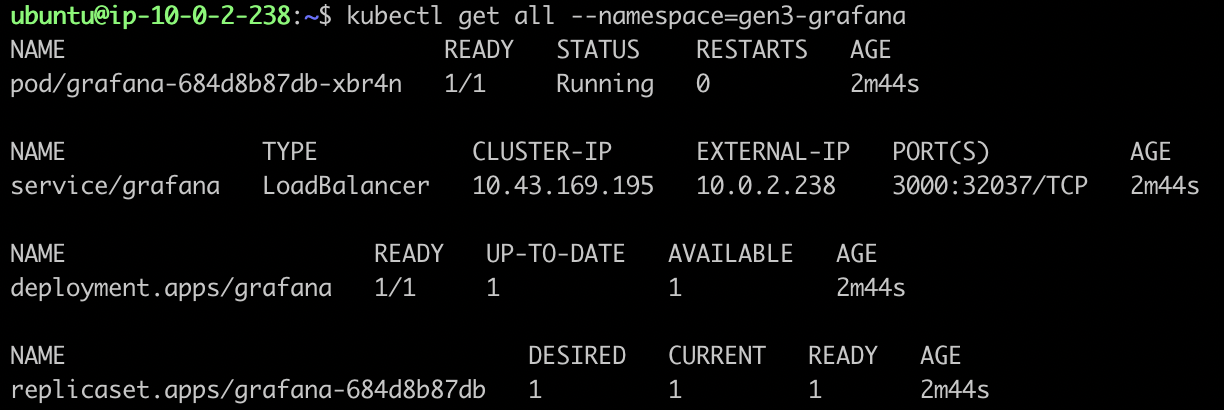 ubuntu@ip-10-0-2-238:~$ kubectl get all --namespace=gen3-grafana
NAME READY STATUS RESTARTS AGE
pod/grafana-684d8b87db-xbr4n 1/1 Running 0 2m44s
NAME TYPE CLUSTER-IP EXTERNAL-IP PORT(S) AGE
service/grafana LoadBalancer 10.43.169.195 10.0.2.238 3000:32037/TCP 2m44s
NAME READY UP-TO-DATE AVAILABLE AGE
deployment.apps/grafana 1/1 1 1 2m44s
NAME DESIRED CURRENT READY AGE
replicaset.apps/grafana-684d8b87db 1 1 1 2m44s